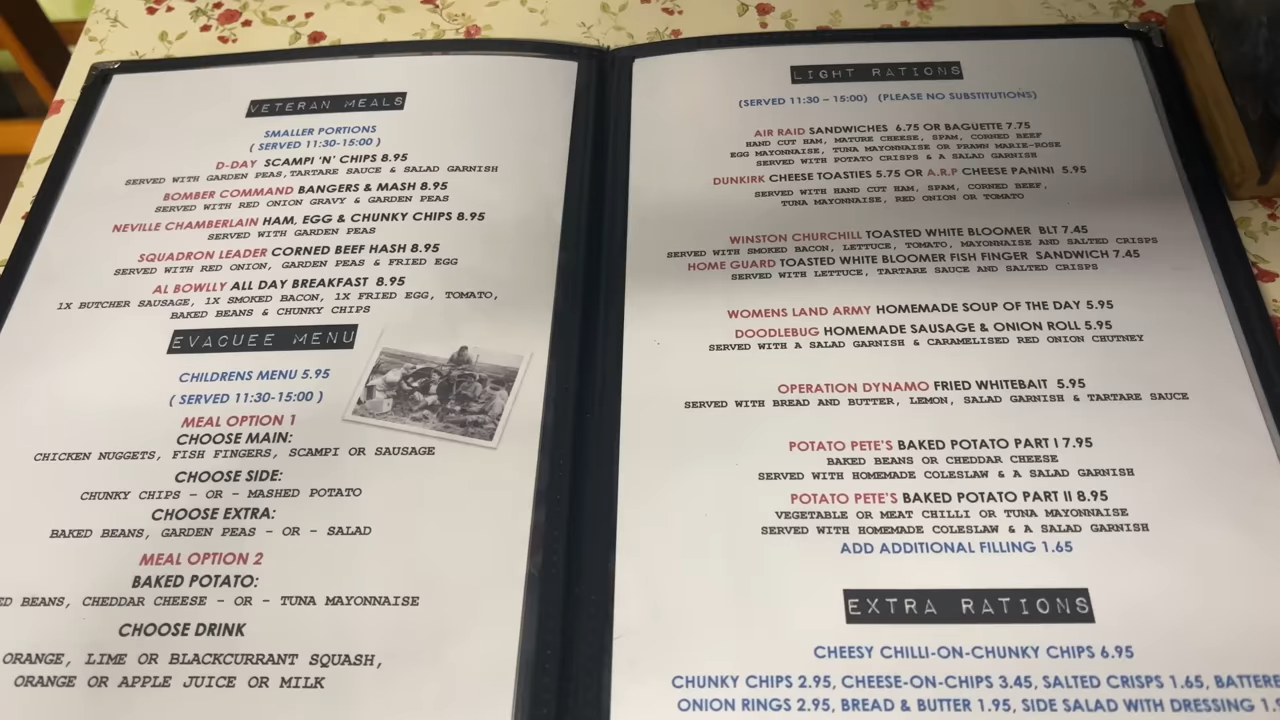 VETERAN MEALS
SMALLER PORTIONS
( SERVED 11:30-15:00 )
D-DAY SCAMPI 'N' CHIPS 8.95
SERVED WITH GARDEN PEAS, TARTARE SAUCE & SALAD GARNISH
BOMBER COMMAND BANGERS & MASH 8.95
SERVED WITH RED ONION GRAVY & GARDEN PEAS
NEVILLE CHAMBERLAIN HAM, EGG & CHUNKY CHIPS 8.95
SERVED WITH GARDEN PEAS
SQUADRON LEADER CORNED BEEF HASH 8.95
SERVED WITH RED ONION, GARDEN PEAS & FRIED EGG
AL BOWLLY ALL DAY BREAKFAST 8.95
1X BUTCHER SAUSAGE, 1X SMOKED BACON, 1X FRIED EGG, TOMATO,
BAKED BEANS & CHUNKY CHIPS
EVACUEE MENU
CHILDRENS MENU 5.95
( SERVED 11:30-15:00 )
MEAL OPTION 1
CHOOSE MAIN:
CHICKEN NUGGETS, FISH FINGERS, SCAMPI OR SAUSAGE
CHOOSE SIDE:
CHUNKY CHIPS - OR - MASHED POTATO
CHOOSE EXTRA:
BAKED BEANS, GARDEN PEAS - OR - SALAD
MEAL OPTION 2
BAKED POTATO:
ED BEANS, CHEDDAR CHEESE - OR - TUNA MAYONNAISE
CHOOSE DRINK
ORANGE, LIME OR BLACKCURRANT SQUASH,
ORANGE OR APPLE JUICE OR MILK
LIGHT RATIONS
(SERVED 11:30 – 15:00) (PLEASE NO SUBSTITUTIONS)
AIR RAID SANDWICHES 6.75 OR BAGUETTE 7.75
HAND CUT HAM, MATURE CHEESE, SPAM, CORNED BEEF
EGG MAYONNAISE, TUNA MAYONNAISE OR PRAWN MARIE-ROSE
SERVED WITH POTATO CRISPS & A SALAD GARNISH
DUNKIRK CHEESE TOASTIES 5.75 OR A.R.P CHEESE PANINI 5.95
SERVED WITH HAND CUT HAM, SPAM, CORNED BEEF,
TUNA MAYONNAISE, RED ONION OR TOMATO
WINSTON CHURCHILL TOASTED WHITE BLOOMER BLT 7.45
SERVED WITH SMOKED BACON, LETTUCE, TOMATO, MAYONNAISE AND SALTED CRISPS
HOME GUARD TOASTED WHITE BLOOMER FISH FINGER SANDWICH 7.45
SERVED WITH LETTUCE, TARTARE SAUCE AND SALTED CRISPS
WOMENS LAND ARMY HOMEMADE SOUP OF THE DAY 5.95
DOODLEBUG HOMEMADE SAUSAGE & ONION ROLL 5.95
SERVED WITH A SALAD GARNISH & CARAMELISED RED ONION CHUTNEY
OPERATION DYNAMO FRIED WHITEBAIT 5.95
SERVED WITH BREAD AND BUTTER, LEMON, SALAD GARNISH & TARTARE SAUCE
POTATO PETE'S BAKED POTATO PART I 7.95
BAKED BEANS OR CHEDDAR CHEESE
SERVED WITH HOMEMADE COLESLAW & A SALAD GARNISH
POTATO PETE'S BAKED POTATO PART II 8.95
VEGETABLE OR MEAT CHILLI OR TUNA MAYONNAISE
SERVED WITH HOMEMADE COLESLAW & A SALAD GARNISH
ADD ADDITIONAL FILLING 1.65
EXTRA RATIONS
CHEESY CHILLI-ON-CHUNKY CHIPS 6.95
CHUNKY CHIPS 2.95, CHEESE-ON-CHIPS 3.45, SALTED CRISPS 1.65, BATTERE
ONION RINGS 2.95, BREAD & BUTTER 1.95, SIDE SALAD WITH DRESSING 1.